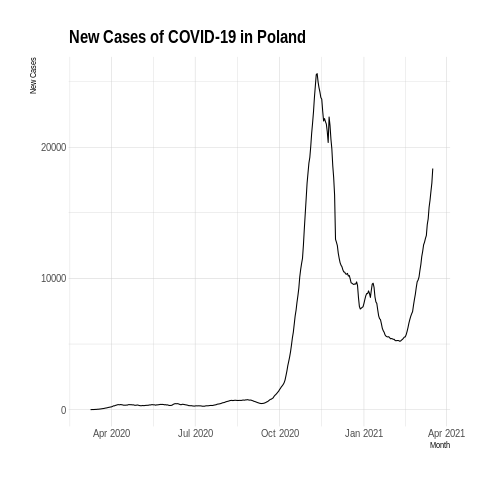 New Cases of COVID-19 in Poland
New Cases
20000
10000
0
Apr 2020 Jul 2020 Oct 2020 Jan 2021 Apr 2021
Month